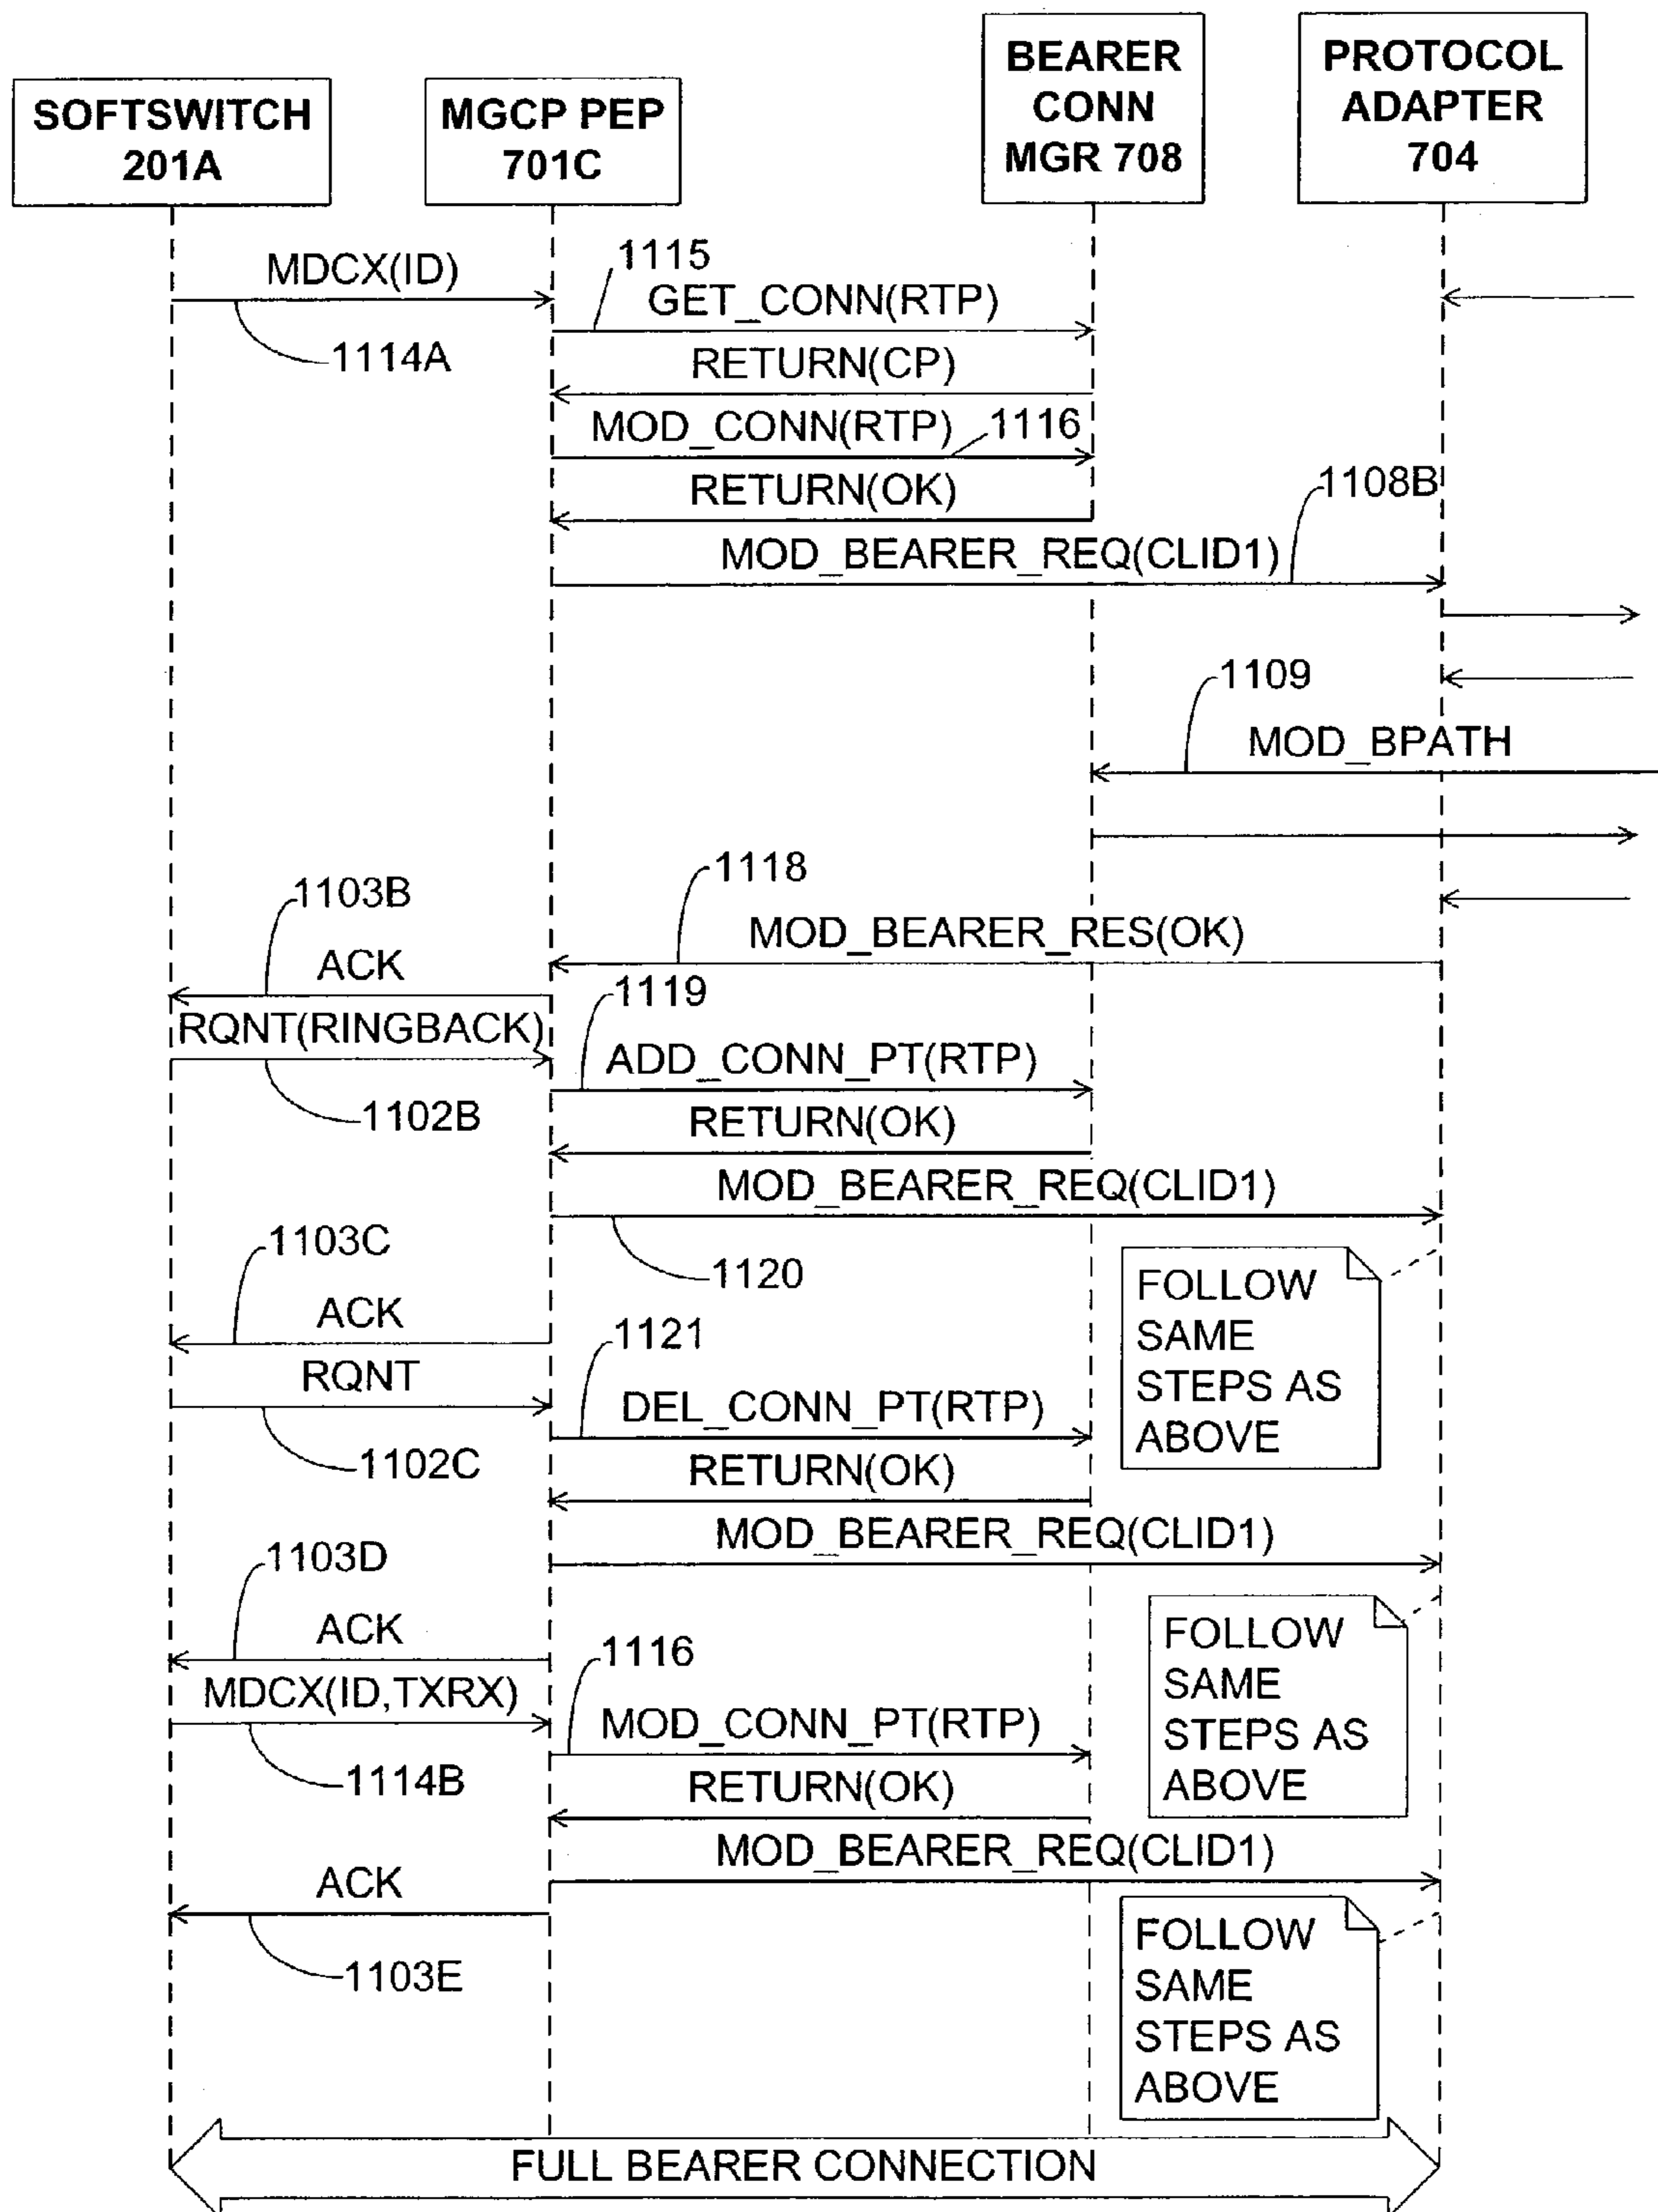 SOFTSWITCH
201A
MGCP PEP
701C
BEARER
CONN
MGR 708
PROTOCOL
ADAPTER
704
MDCX(ID)
1114A
1115
GET_CONN(RTP)
RETURN(CP)
MOD_CONN(RTP)
1116
RETURN(OK)
1108B
MOD_BEARER_REQ(CLID1)
1109
MOD_BPATH
1118
MOD_BEARER_RES(OK)
1103B
ACK
1119
RQNT(RINGBACK)
ADD_CONN_PT(RTP)
1102B
RETURN(OK)
MOD_BEARER_REQ(CLID1)
1120
1103C
ACK
FOLLOW
SAME
STEPS AS
ABOVE
1121
RQNT
DEL_CONN_PT(RTP)
1102C
RETURN(OK)
MOD_BEARER_REQ(CLID1)
1103D
ACK
FOLLOW
SAME
STEPS AS
ABOVE
1116
MDCX(ID,TXRX)
MOD_CONN_PT(RTP)
1114B
RETURN(OK)
MOD_BEARER_REQ(CLID1)
ACK
1103E
FOLLOW
SAME
STEPS AS
ABOVE
FULL BEARER CONNECTION